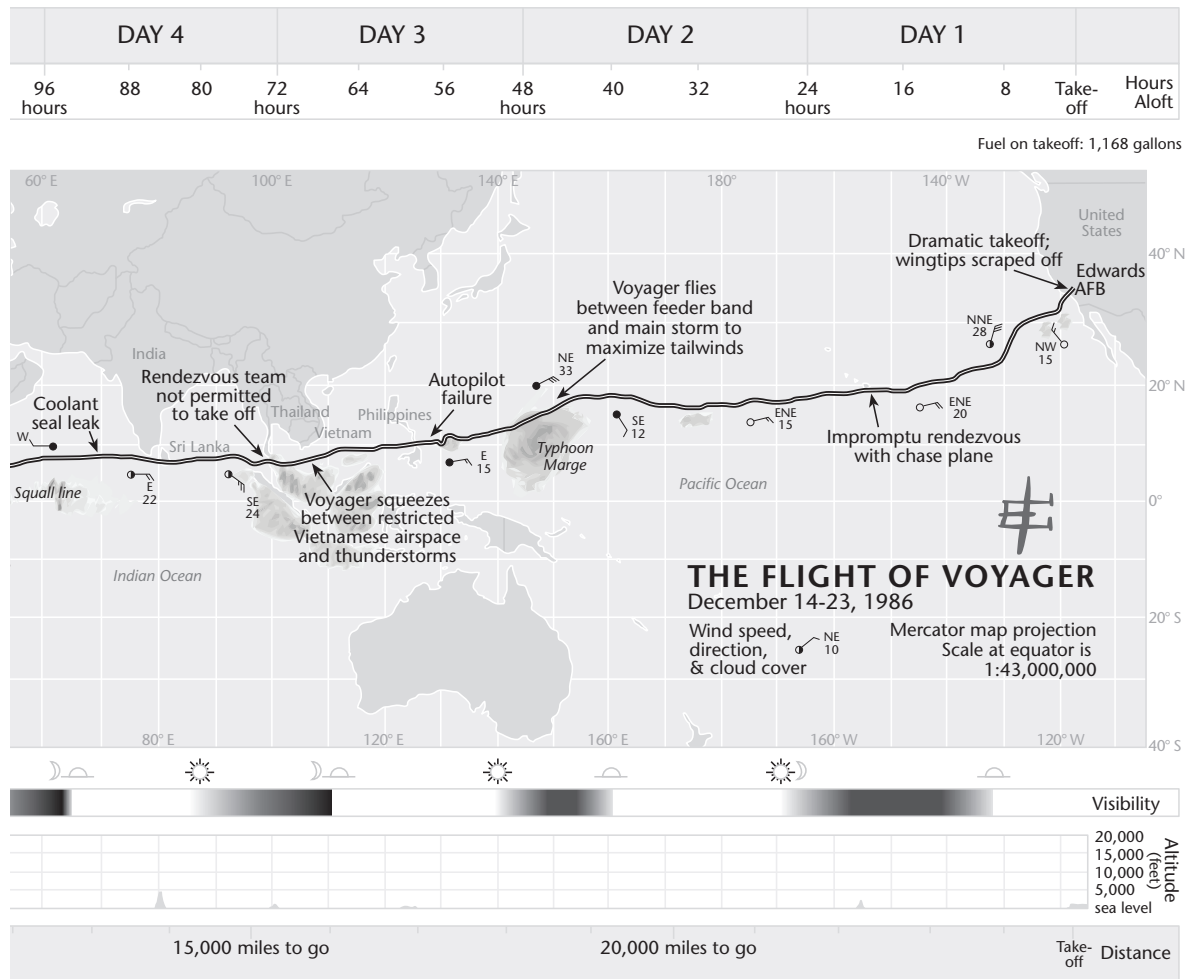 DAY 4 DAY 3 DAY 2 DAY 1
96 hours 88 80 72 hours 64 56 48 hours 40 32 24 hours 16 8 Take-off Hours Aloft
Fuel on takeoff: 1,168 gallons
60° E 100° E 140° E 180° 140° W
United
States
40° N
Dramatic takeoff;
wingtips scraped off
Edwards
AFB
Voyager flies
between feeder band
and main storm to
maximize tailwinds
NNE
28
NW
15
India
Rendezvous team
not permitted
to take off
NE
33
Autopilot
failure
20° N
Coolant
seal leak
Thailand
Philippines
Vietnam
ENE
20
ENE
15
SE
12
W
Sri Lanka
Impromptu rendezvous
with chase plane
Typhoon
Marge
E
15
Pacific Ocean
Squall line
E
22
SE
24
Voyager squeezes
between restricted
Vietnamese airspace
and thunderstorms
0°
Indian Ocean
THE FLIGHT OF VOYAGER
December 14-23, 1986
20° S
Wind speed,
direction,
& cloud cover
NE
10
Mercator map projection
Scale at equator is
1:43,000,000
80° E 120° E 160° E 160° W 120° W
40° S
Visibility
20,000
15,000
10,000
5,000
sea level
Altitude
(feet)
15,000 miles to go 20,000 miles to go Take-off Distance